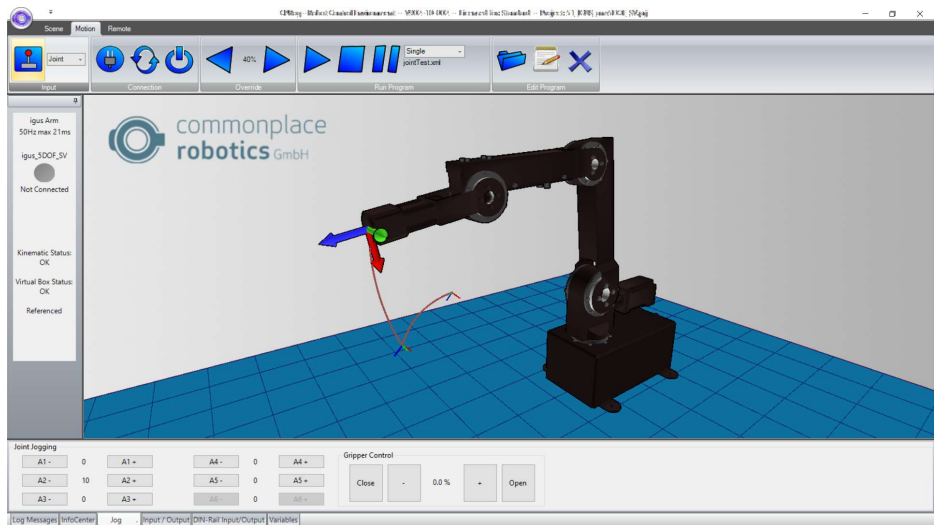 Scene Motion Remote
Joint
40%
Single
jointTest.xml
Input Connection Override Run Program Edit Program
igus Arm
50Hz max 21ms
igus_5DOF_SV
Not Connected
Kinematic Status:
OK
Virtual Box Status:
OK
Referenced
commonplace
robotics GmbH
Joint Jogging
A1 - 0 A1 + A4 - 0 A4 +
A2 - 10 A2 + A5 - 0 A5 +
A3 - 0 A3 + A6 - 0 A6 +
Gripper Control
Close - 0.0 % + Open
Log Messages InfoCenter Jog Input / Output DIN-Rail Input/Output Variables